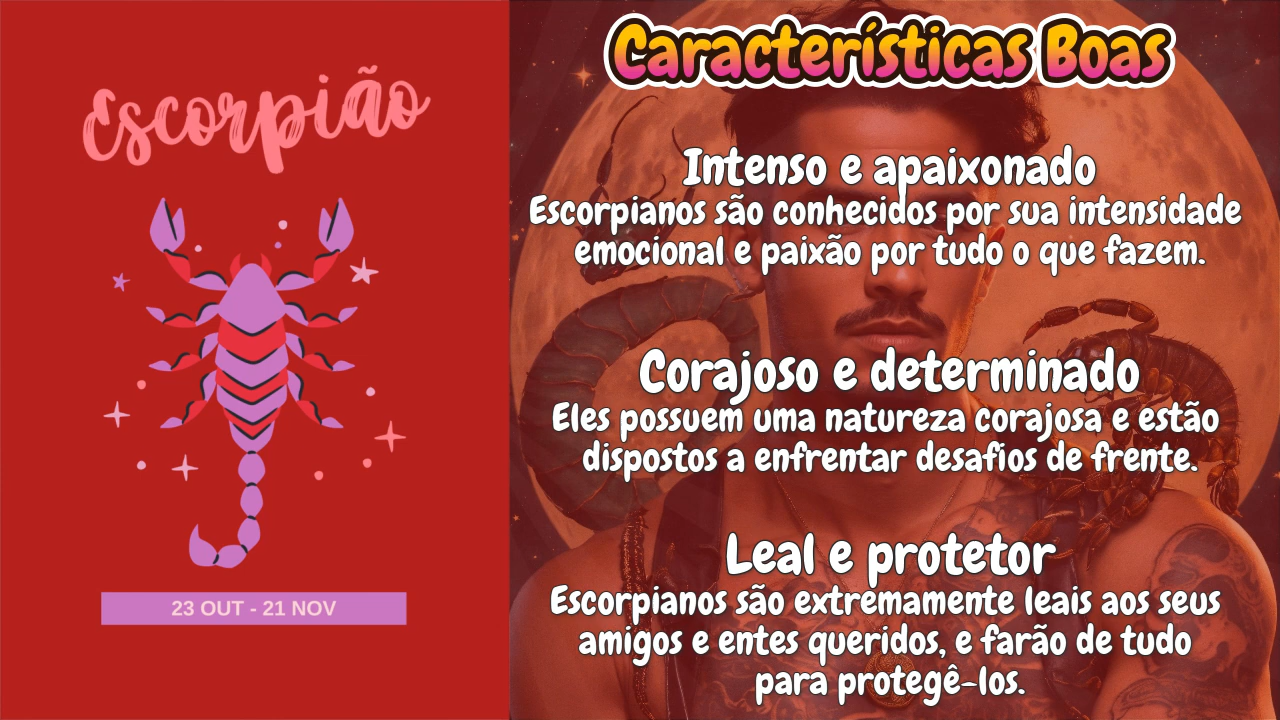 Escorpião
23 OUT - 21 NOV
Características Boas
Intenso e apaixonado
Escorpianos são conhecidos por sua intensidade
emocional e paixão por tudo o que fazem.
Corajoso e determinado
Eles possuem uma natureza corajosa e estão
dispostos a enfrentar desafios de frente.
Leal e protetor
Escorpianos são extremamente leais aos seus
amigos e entes queridos, e farão de tudo
para protegê-los.